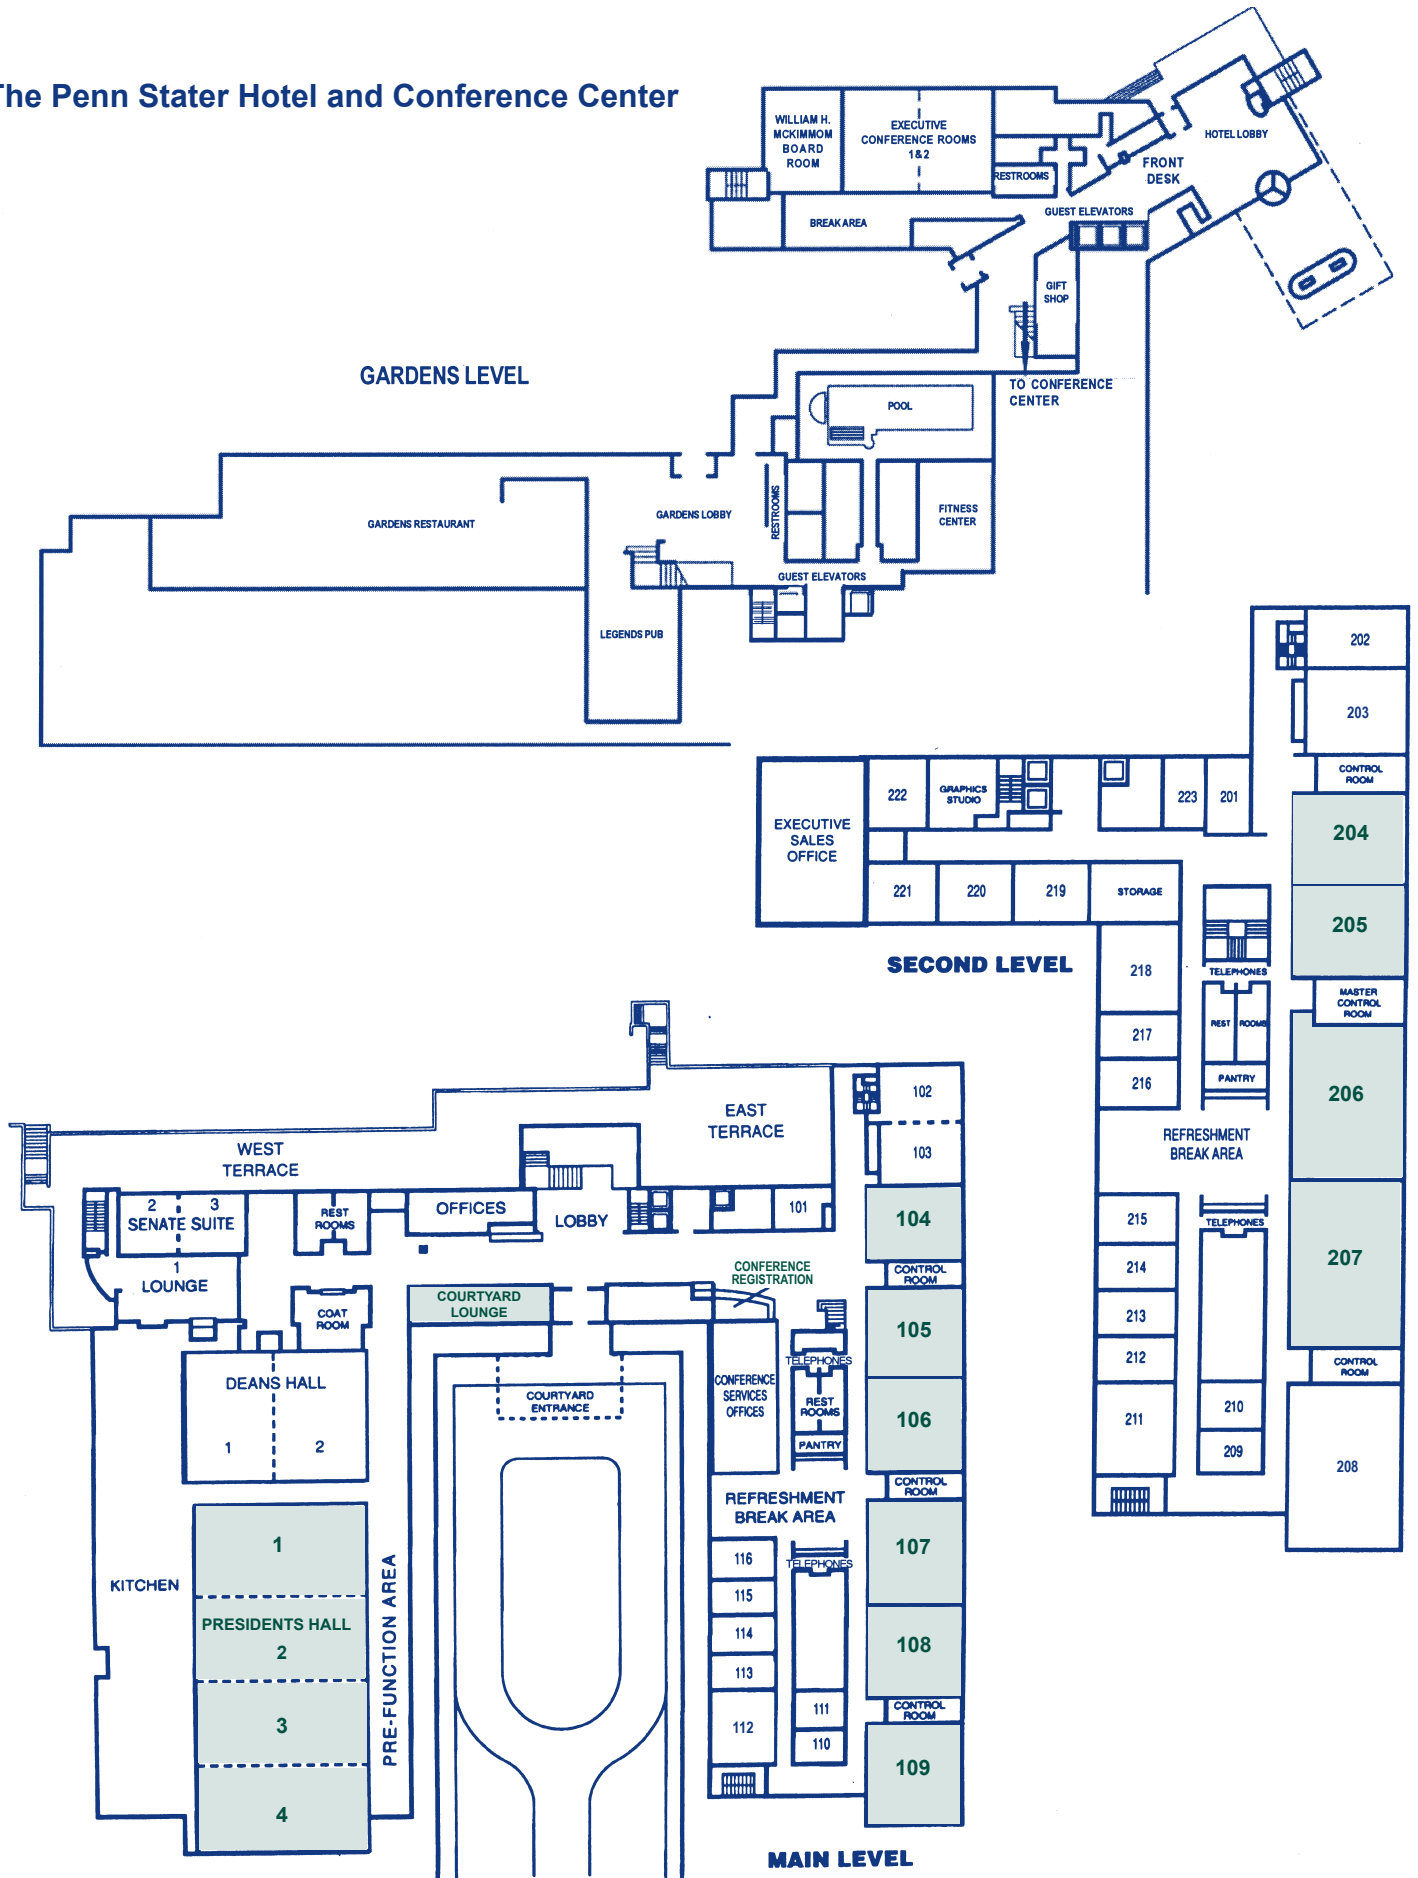 The Penn Stater Hotel and Conference Center
WILLIAM H.
MCKIMMOM
BOARD
ROOM
EXECUTIVE
CONFERENCE ROOMS
1 & 2
RESTROOMS
HOTEL LOBBY
FRONT
DESK
GUEST ELEVATORS
BREAK AREA
GIFT
SHOP
TO CONFERENCE
CENTER
GARDENS LEVEL
POOL
GARDENS RESTAURANT
GARDENS LOBBY
RESTROOMS
FITNESS
CENTER
GUEST ELEVATORS
LEGENDS PUB
202
203
CONTROL
ROOM
EXECUTIVE
SALES
OFFICE
222
GRAPHICS
STUDIO
223
201
204
221
220
219
STORAGE
205
SECOND LEVEL
218
TELEPHONES
MASTER
CONTROL
ROOM
217
REST
ROOMS
216
PANTRY
206
REFRESHMENT
BREAK AREA
215
TELEPHONES
214
207
213
212
CONTROL
ROOM
211
210
209
208
EAST
TERRACE
WEST
TERRACE
102
103
2
3
SENATE SUITE
1
LOUNGE
REST
ROOMS
OFFICES
LOBBY
101
104
CONFERENCE
REGISTRATION
CONTROL
ROOM
COURTYARD
LOUNGE
COAT
ROOM
105
TELEPHONES
DEANS HALL
1
2
COURTYARD
ENTRANCE
CONFERENCE
SERVICES
OFFICES
REST
ROOMS
PANTRY
106
CONTROL
ROOM
REFRESHMENT
BREAK AREA
1
KITCHEN
PRESIDENTS HALL
2
3
4
PRE-FUNCTION AREA
TELEPHONES
107
116
115
114
113
112
108
111
110
CONTROL
ROOM
109
MAIN LEVEL